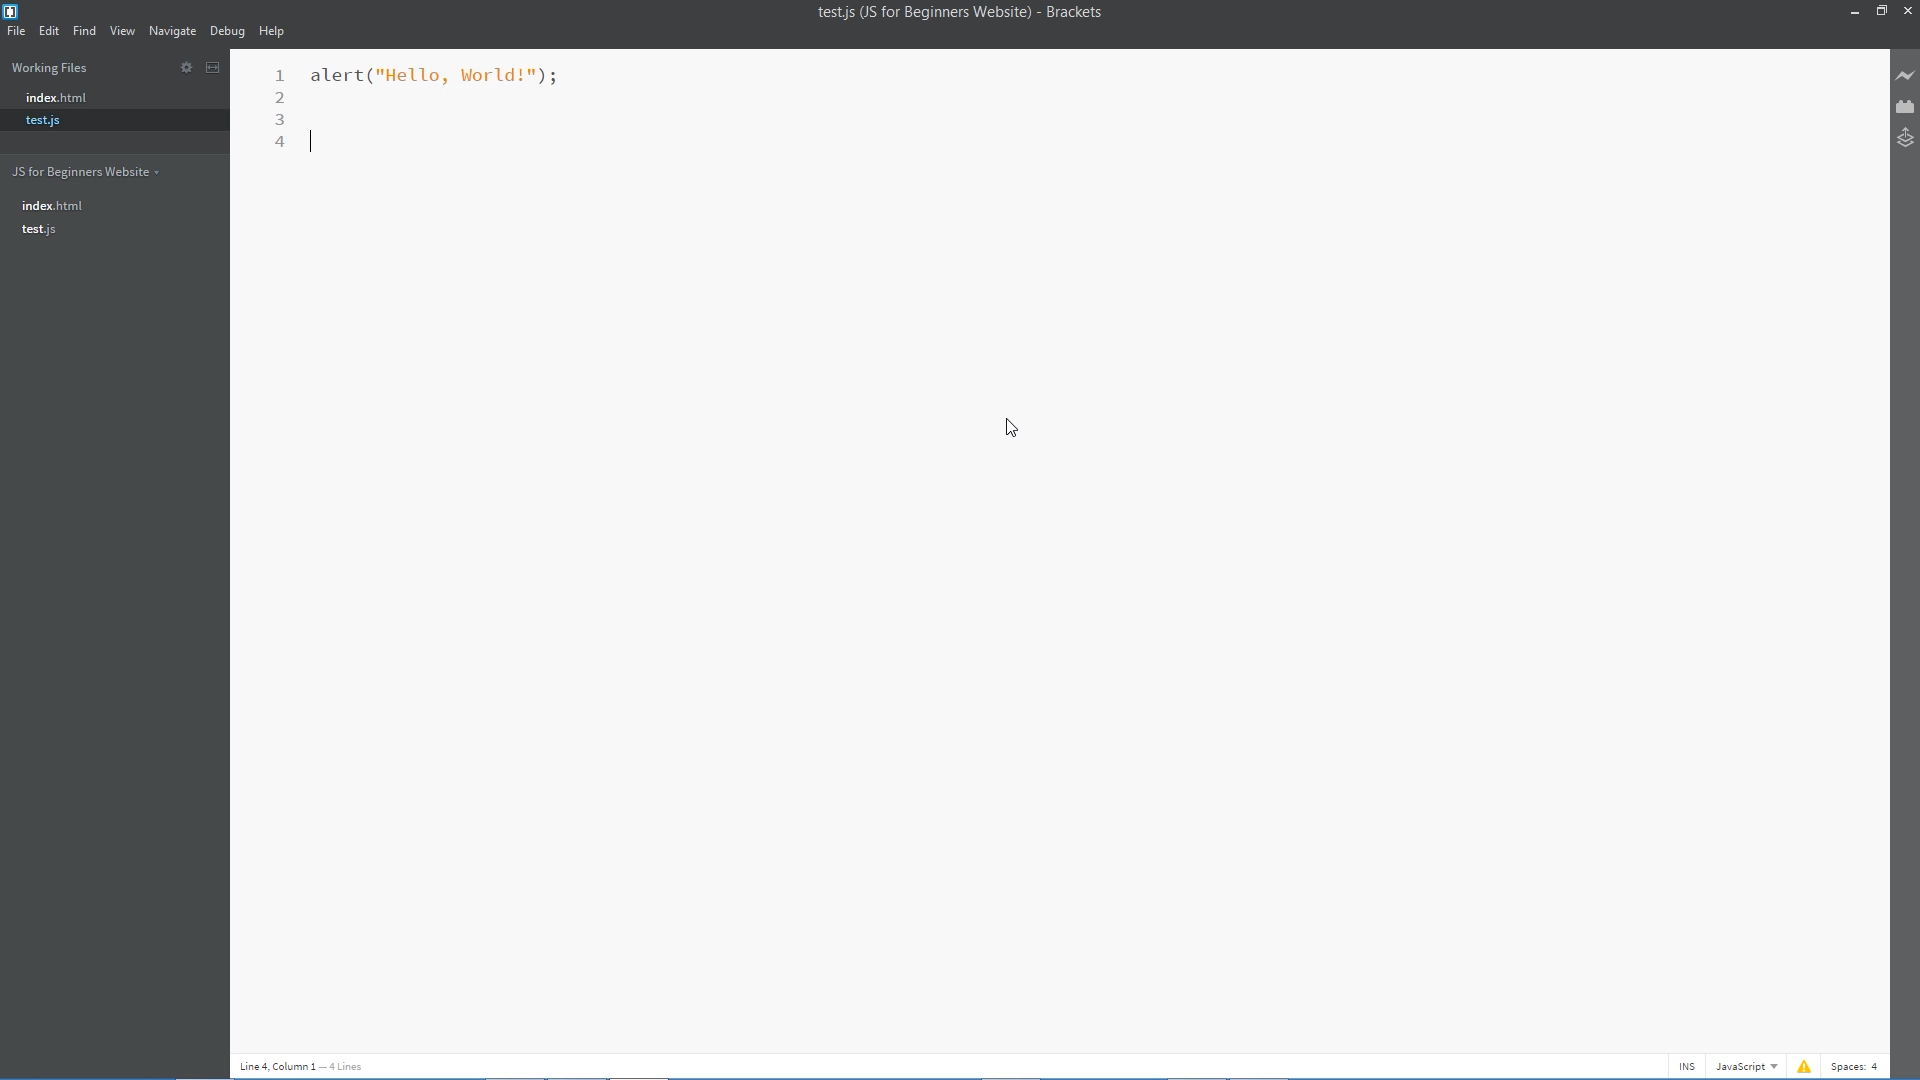 test.js (JS for Beginners Website) - Brackets
File Edit Find View Navigate Debug Help
Working Files
index.html
test.js
JS for Beginners Website
index.html
test.js
1 alert("Hello, World!");
2
3
4
Line 4, Column 1 — 4 Lines
INS JavaScript Spaces: 4